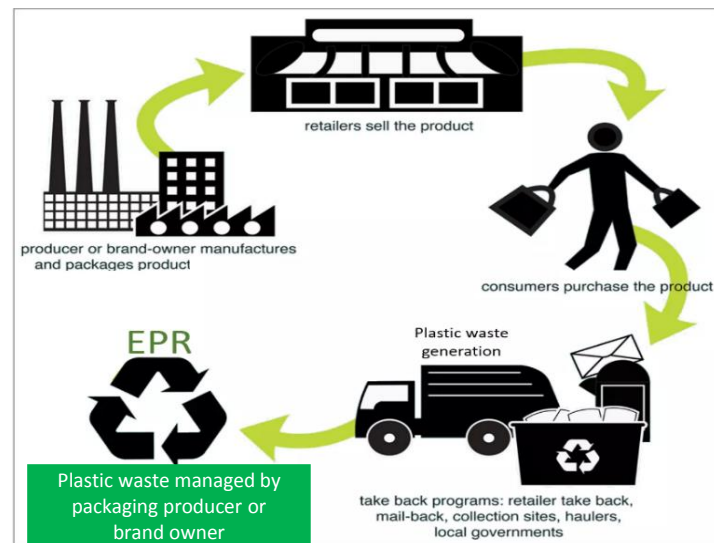 retailers sell the product
producer or brand-owner manufactures
and packages product
consumers purchase the product
Plastic waste
generation
take back programs: retailer take back,
mail-back, collection sites, haulers,
local governments
EPR
Plastic waste managed by
packaging producer or
brand owner